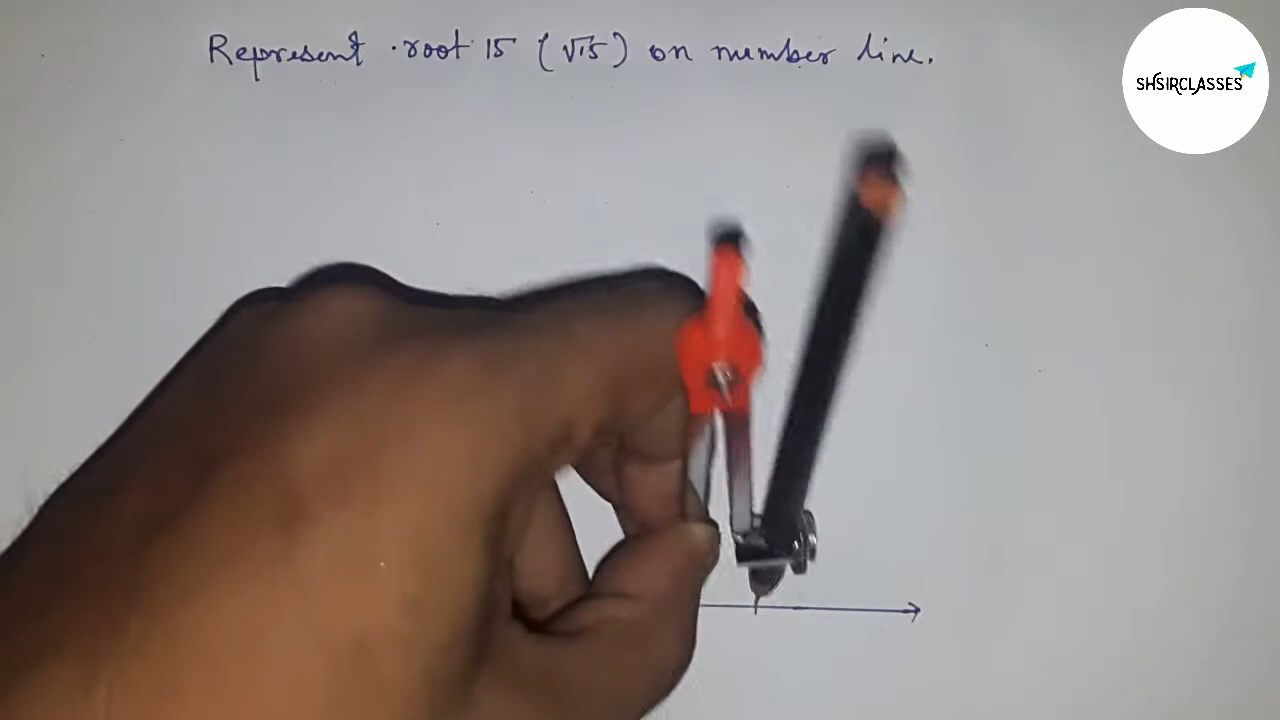 Represent root 15 (√15) on number line.
SHSIRCLASSES